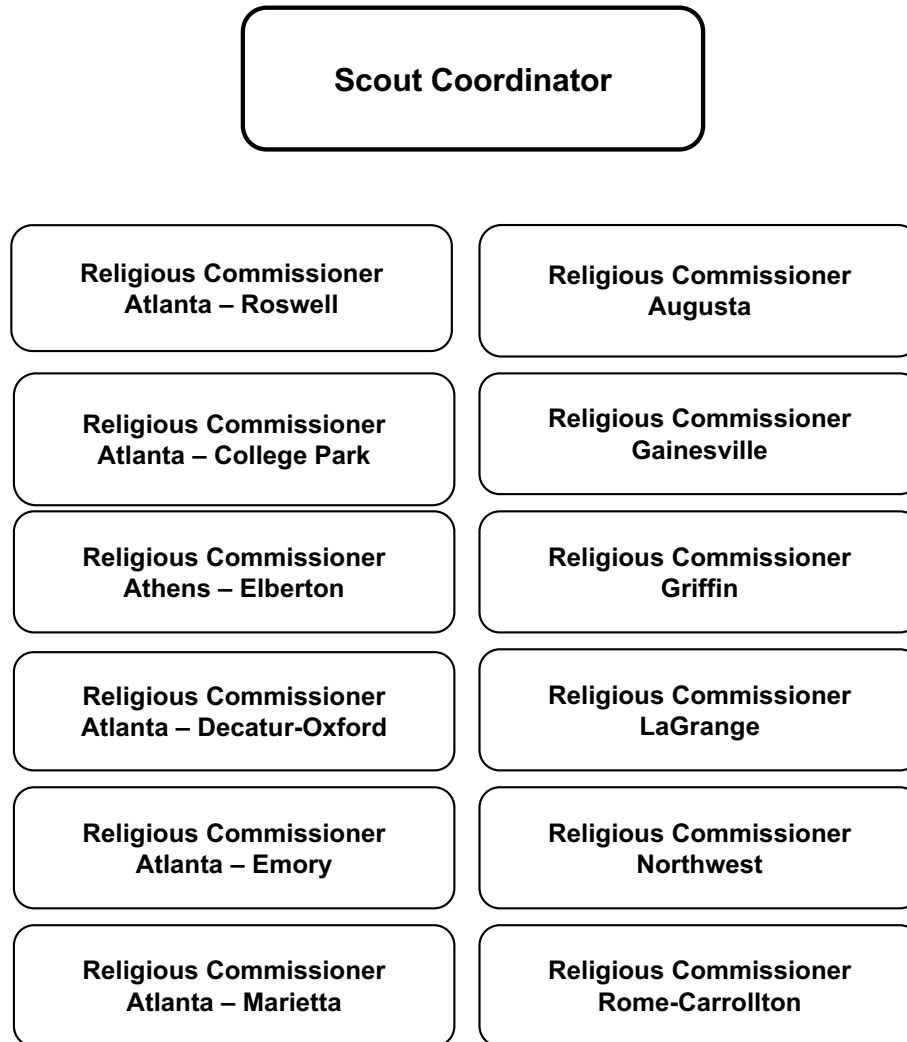 Scout Coordinator
Religious Commissioner
Atlanta – Roswell
Religious Commissioner
Augusta
Religious Commissioner
Atlanta – College Park
Religious Commissioner
Gainesville
Religious Commissioner
Athens – Elberton
Religious Commissioner
Griffin
Religious Commissioner
Atlanta – Decatur-Oxford
Religious Commissioner
LaGrange
Religious Commissioner
Atlanta – Emory
Religious Commissioner
Northwest
Religious Commissioner
Atlanta – Marietta
Religious Commissioner
Rome-Carrollton